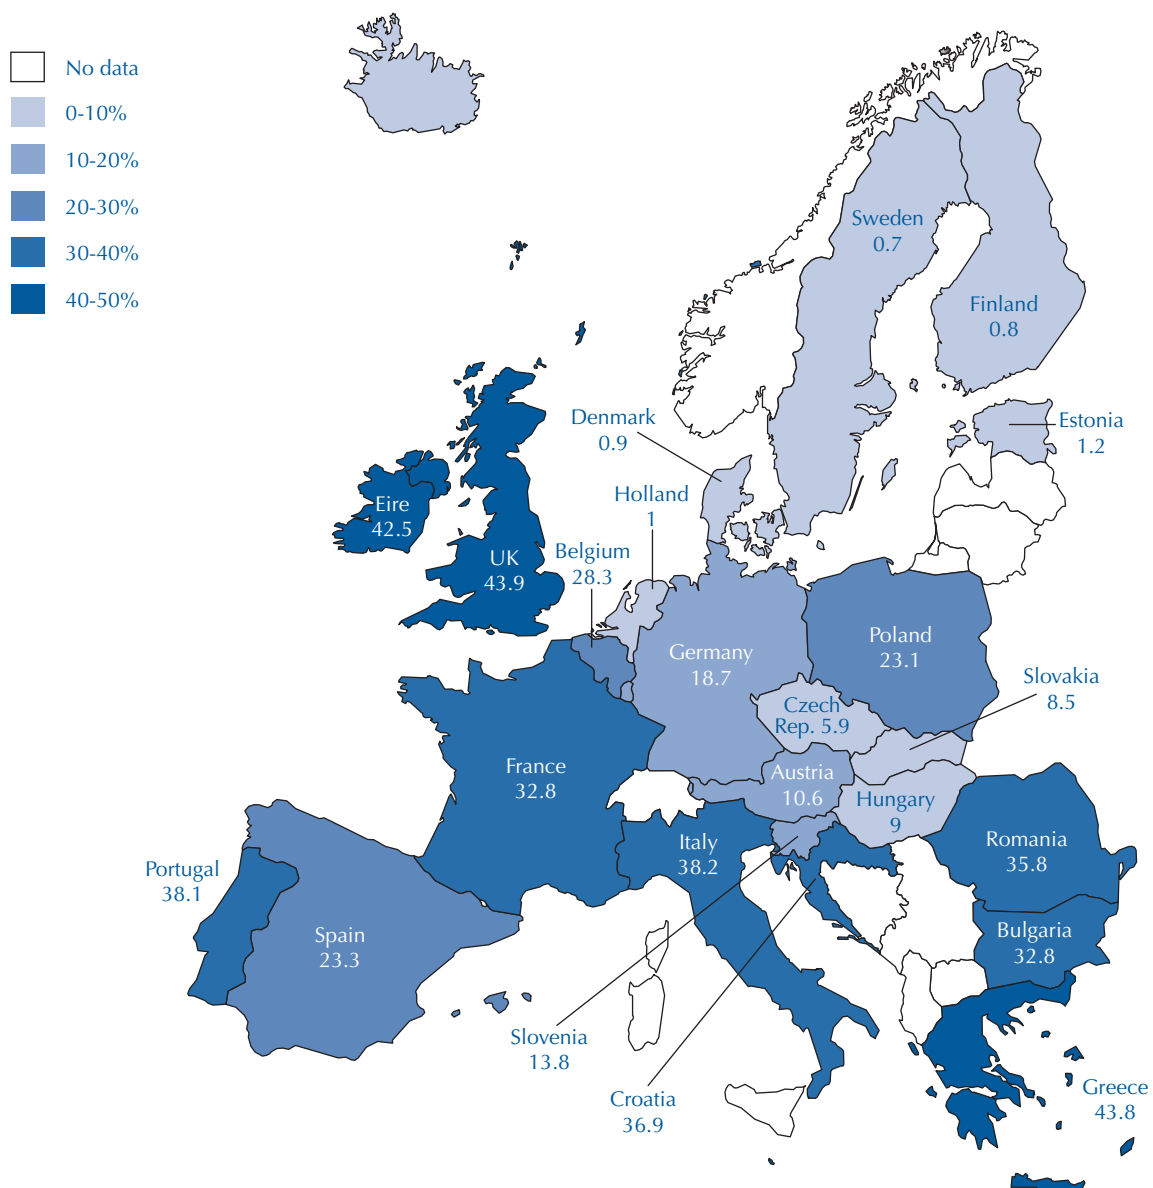 No data
0-10%
10-20%
20-30%
30-40%
40-50%
Sweden
0.7
Finland
0.8
Denmark
0.9
Estonia
1.2
Holland
1
Eire
42.5
UK
43.9
Belgium
28.3
Poland
23.1
Germany
18.7
Slovakia
8.5
Czech
Rep. 5.9
France
32.8
Austria
10.6
Hungary
9
Italy
38.2
Romania
35.8
Portugal
38.1
Spain
23.3
Bulgaria
32.8
Slovenia
13.8
Croatia
36.9
Greece
43.8